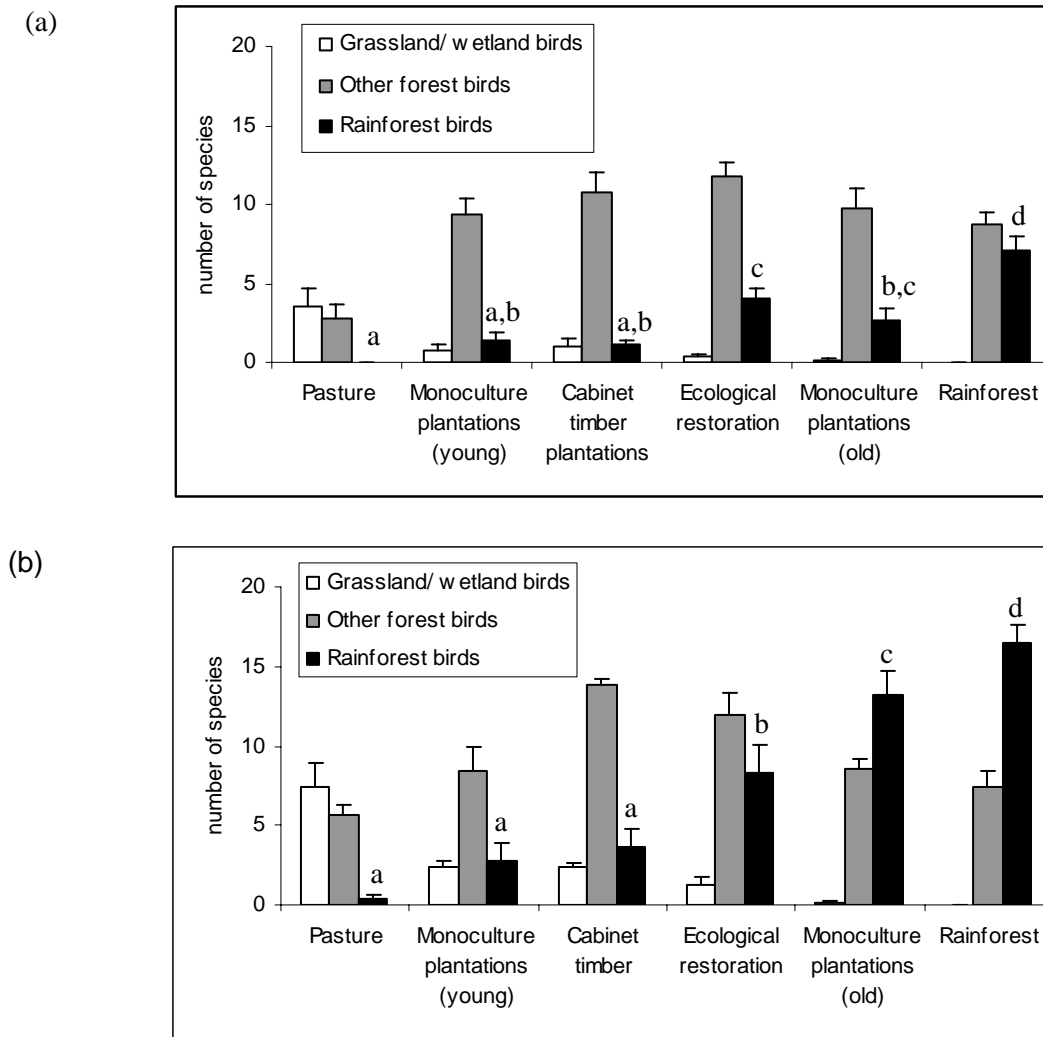 (a)
20
15
10
5
0
number of species
Grassland/ wetland birds
Other forest birds
Rainforest birds
a
a,b
a,b
c
b,c
d
Pasture
Monoculture
plantations
(young)
Cabinet
timber
plantations
Ecological
restoration
Monoculture
plantations
(old)
Rainforest
(b)
20
15
10
5
0
number of species
Grassland/ wetland birds
Other forest birds
Rainforest birds
a
a
a
b
c
d
Pasture
Monoculture
plantations
(young)
Cabinet
timber
Ecological
restoration
Monoculture
plantations
(old)
Rainforest